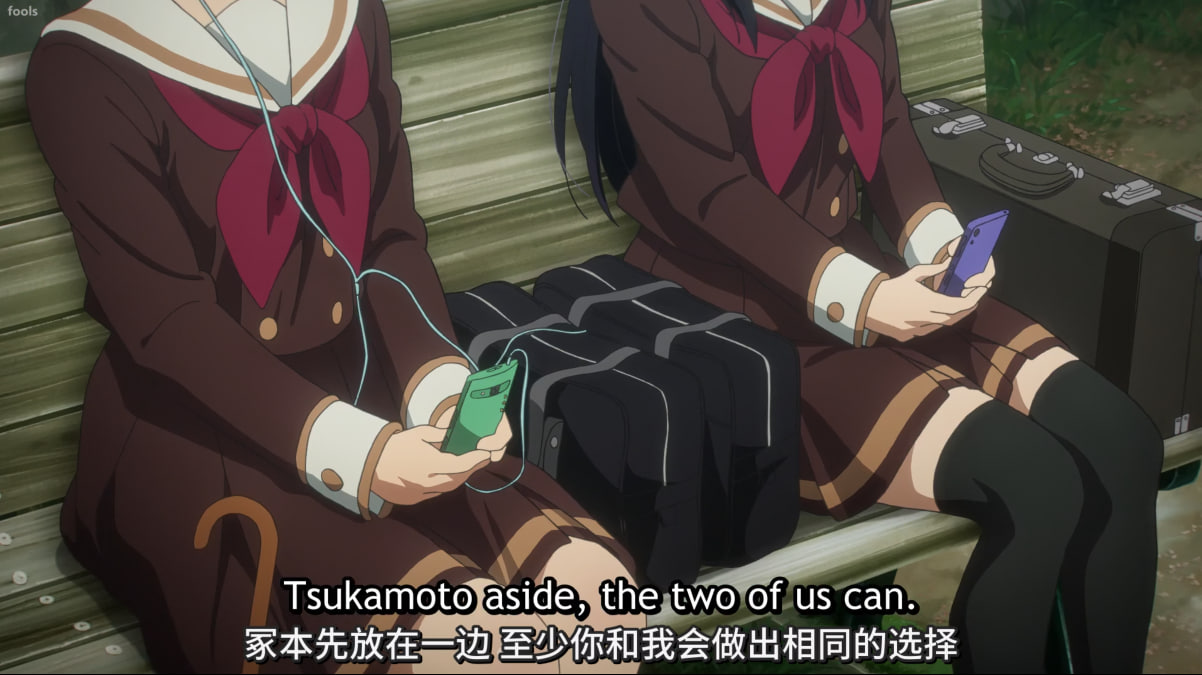 fools
Tsukamoto aside, the two of us can.
冢本先放在一边 至少你和我会做出相同的选择